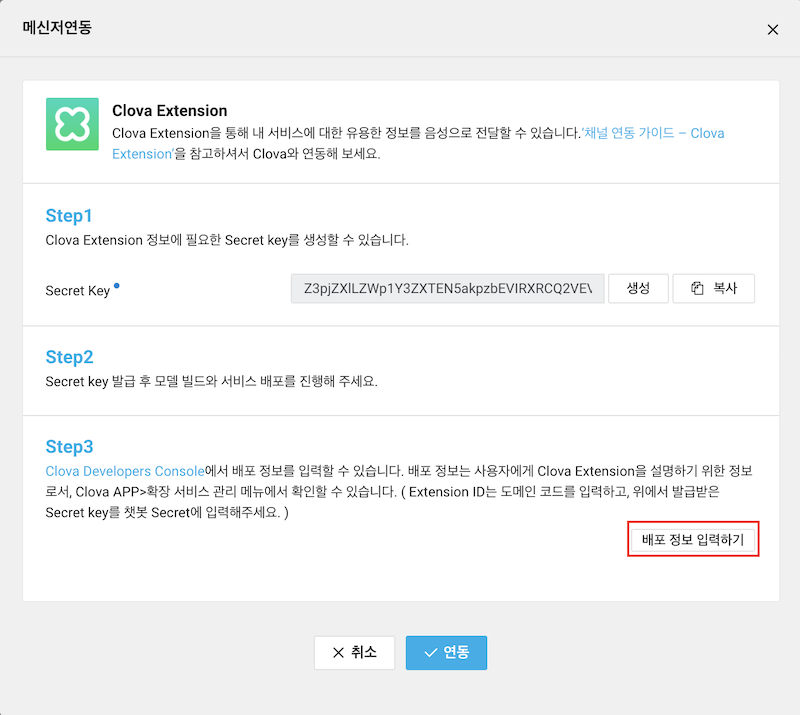 메신저연동
Clova Extension
Clova Extension을 통해 내 서비스에 대한 유용한 정보를 음성으로 전달할 수 있습니다.'채널 연동 가이드 – Clova
Extension'을 참고하셔서 Clova와 연동해 보세요.
Step1
Clova Extension 정보에 필요한 Secret key를 생성할 수 있습니다.
Secret Key
Z3pjZXlLZWp1Y3ZXTEN5akpzbEVIRXRCQ2VEV
생성
복사
Step2
Secret key 발급 후 모델 빌드와 서비스 배포를 진행해 주세요.
Step3
Clova Developers Console에서 배포 정보를 입력할 수 있습니다. 배포 정보는 사용자에게 Clova Extension을 설명하기 위한 정보
로서, Clova APP>확장 서비스 관리 메뉴에서 확인할 수 있습니다. ( Extension ID는 도메인 코드를 입력하고, 위에서 발급받은
Secret key를 챗봇 Secret에 입력해주세요. )
배포 정보 입력하기
취소
연동